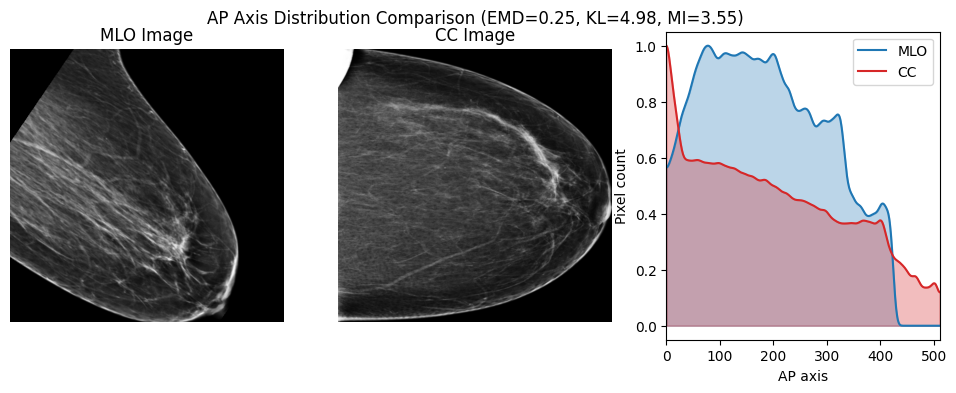 AP Axis Distribution Comparison (EMD=0.25, KL=4.98, MI=3.55)
MLO Image
CC Image
MLO
CC
Pixel count
1.0
0.8
0.6
0.4
0.2
0.0
0 100 200 300 400 500
AP axis